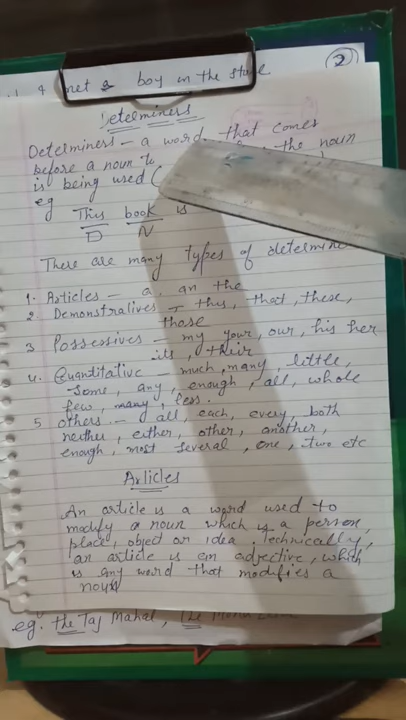 met a boy in the store
2
Determiners
Determiners - a word that comes
before a noun to the noun
is being used (
eg This book is
D N
There are many types of determine
1. Articles - a, an the
2 Demonstratives - this, that, these,
those
3 Possessives - my your, our, his her
its, their
4. Quantitative - much, many, little,
some, any, enough, all, whole
few, many, less.
5 others - all, each, every, both
neither, either, other, another,
enough, most several, one, two etc
Articles
An article is a word used to
modify a noun which is a person,
place, object or idea. Technically,
an article is an adjective, which
is any word that modifies a
noun
eg: the Taj Mahal, The